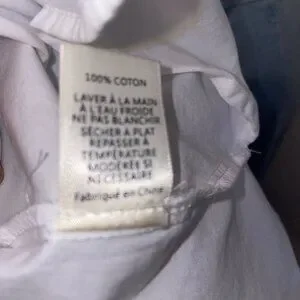 100% COTON
LAVER À LA MAIN
À L'EAU FROIDE
NE PAS BLANCHIR
SÉCHER À PLAT
REPASSER À
TEMPÉRATURE
MODÉRÉE SI
NÉCESSAIRE
Fabriqué en Chine